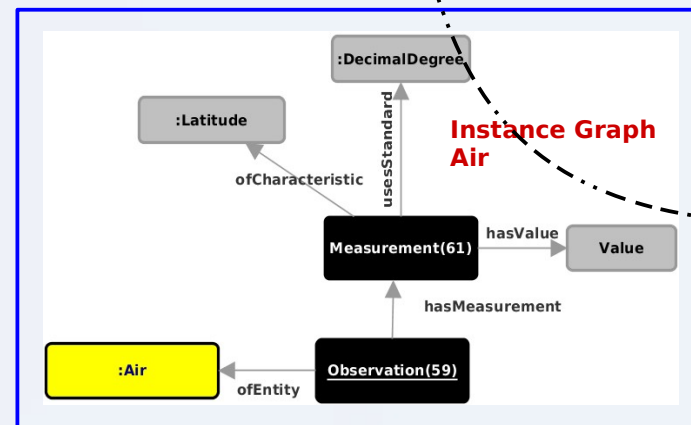 :DecimalDegree
:Latitude
usesStandard
Instance Graph
Air
ofCharacteristic
hasValue
Measurement(61)
Value
hasMeasurement
:Air
Observation(59)
ofEntity